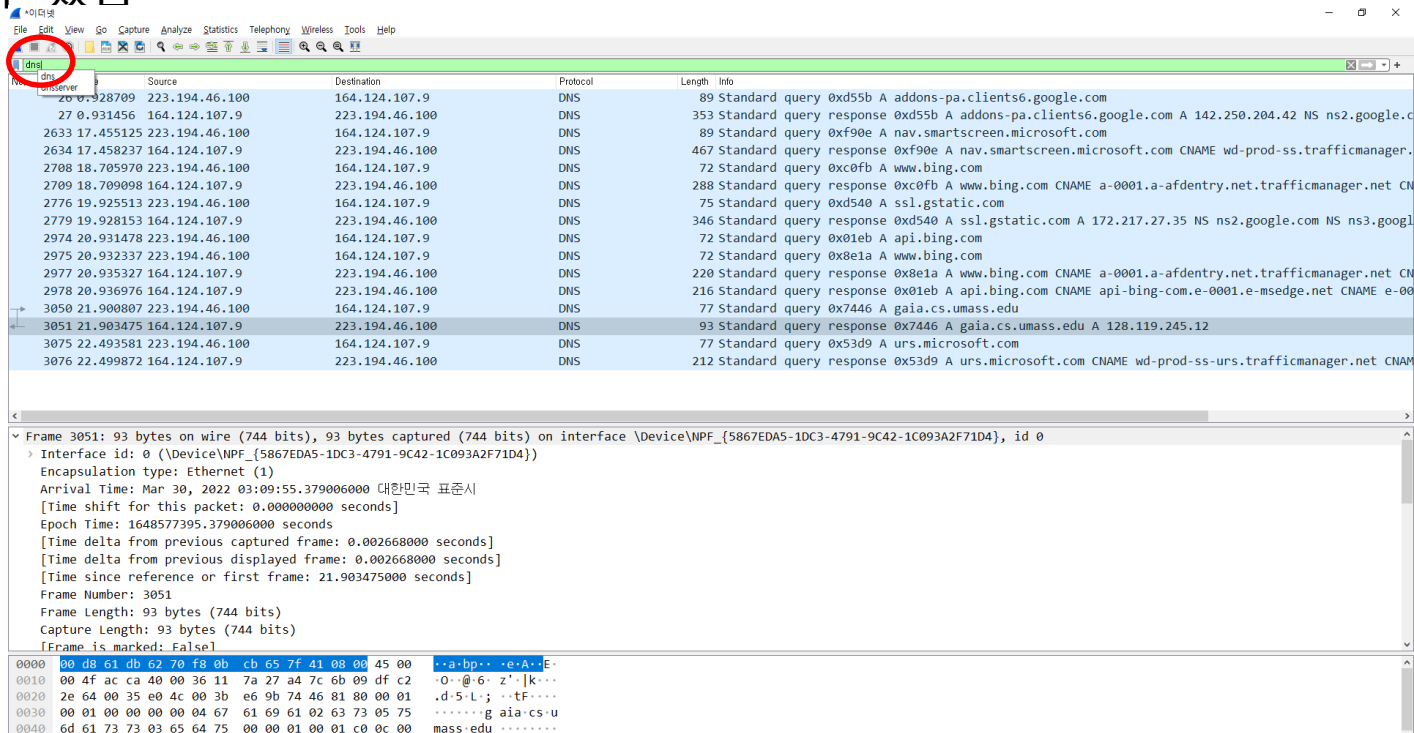 *이더넷
File Edit View Go Capture Analyze Statistics Telephony Wireless Tools Help
dns
dns
dnsserver
Source Destination Protocol Length Info
26 0.928709 223.194.46.100 164.124.107.9 DNS 89 Standard query 0xd55b A addons-pa.clients6.google.com
27 0.931456 164.124.107.9 223.194.46.100 DNS 353 Standard query response 0xd55b A addons-pa.clients6.google.com A 142.250.204.42 NS ns2.google.c
2633 17.455125 223.194.46.100 164.124.107.9 DNS 89 Standard query 0xf90e A nav.smartscreen.microsoft.com
2634 17.458237 164.124.107.9 223.194.46.100 DNS 467 Standard query response 0xf90e A nav.smartscreen.microsoft.com CNAME wd-prod-ss.trafficmanager.
2708 18.705970 223.194.46.100 164.124.107.9 DNS 72 Standard query 0xc0fb A www.bing.com
2709 18.709098 164.124.107.9 223.194.46.100 DNS 288 Standard query response 0xc0fb A www.bing.com CNAME a-0001.a-afdentry.net.trafficmanager.net CN
2776 19.925513 223.194.46.100 164.124.107.9 DNS 75 Standard query 0xd540 A ssl.gstatic.com
2779 19.928153 164.124.107.9 223.194.46.100 DNS 346 Standard query response 0xd540 A ssl.gstatic.com A 172.217.27.35 NS ns2.google.com NS ns3.googl
2974 20.931478 223.194.46.100 164.124.107.9 DNS 72 Standard query 0x01eb A api.bing.com
2975 20.932337 223.194.46.100 164.124.107.9 DNS 72 Standard query 0x8e1a A www.bing.com
2977 20.935327 164.124.107.9 223.194.46.100 DNS 220 Standard query response 0x8e1a A www.bing.com CNAME a-0001.a-afdentry.net.trafficmanager.net CN
2978 20.936976 164.124.107.9 223.194.46.100 DNS 216 Standard query response 0x01eb A api.bing.com CNAME api-bing-com.e-0001.e-msedge.net CNAME e-00
3050 21.900807 223.194.46.100 164.124.107.9 DNS 77 Standard query 0x7446 A gaia.cs.umass.edu
3051 21.903475 164.124.107.9 223.194.46.100 DNS 93 Standard query response 0x7446 A gaia.cs.umass.edu A 128.119.245.12
3075 22.493581 223.194.46.100 164.124.107.9 DNS 77 Standard query 0x53d9 A urs.microsoft.com
3076 22.499872 164.124.107.9 223.194.46.100 DNS 212 Standard query response 0x53d9 A urs.microsoft.com CNAME wd-prod-ss-urs.trafficmanager.net CNAM
Frame 3051: 93 bytes on wire (744 bits), 93 bytes captured (744 bits) on interface \Device\NPF_{5867EDA5-1DC3-4791-9C42-1C093A2F71D4}, id 0
Interface id: 0 (\Device\NPF_{5867EDA5-1DC3-4791-9C42-1C093A2F71D4})
Encapsulation type: Ethernet (1)
Arrival Time: Mar 30, 2022 03:09:55.379006000 대한민국 표준시
[Time shift for this packet: 0.000000000 seconds]
Epoch Time: 1648577395.379006000 seconds
[Time delta from previous captured frame: 0.002668000 seconds]
[Time delta from previous displayed frame: 0.002668000 seconds]
[Time since reference or first frame: 21.903475000 seconds]
Frame Number: 3051
Frame Length: 93 bytes (744 bits)
Capture Length: 93 bytes (744 bits)
[Frame is marked: False]
0000 00 d8 61 db 62 70 f8 0b cb 65 7f 41 08 00 45 00 ··a·bp·· ·e·A··E·
0010 00 4f ac ca 40 00 36 11 7a 27 a4 7c 6b 09 df c2 ·O··@·6· z'·|k···
0020 2e 64 00 35 e0 4c 00 3b e6 9b 74 46 81 80 00 01 .d·5·L·; ··tF····
0030 00 01 00 00 00 00 04 67 61 69 61 02 63 73 05 75 ·······g aia·cs·u
0040 6d 61 73 73 03 65 64 75 00 00 01 00 01 c0 0c 00 mass·edu ········